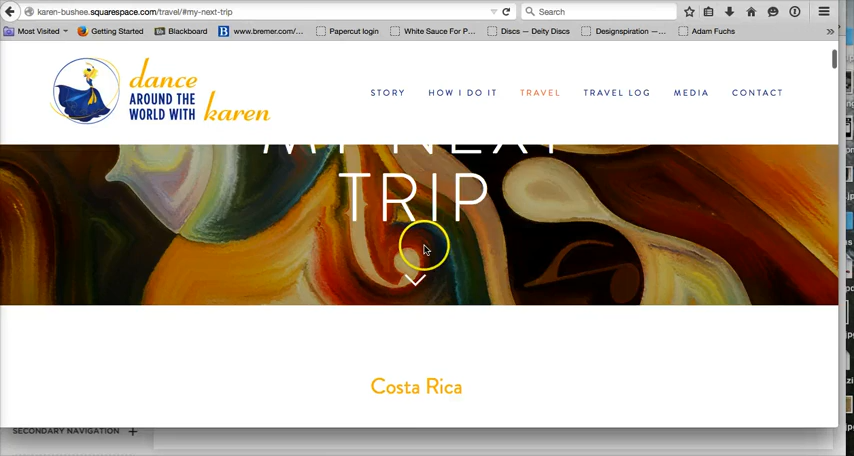 karen-bushee.squarespace.com/travel/#my-next-trip
Search
Most Visited
Getting Started
Blackboard
www.bremer.com/...
Papercut login
White Sauce For P...
Discs — Deity Discs
Designspiration —...
Adam Fuchs
dance
AROUND THE
WORLD WITH
karen
STORY
HOW I DO IT
TRAVEL
TRAVEL LOG
MEDIA
CONTACT
MY NEXT
TRIP
Costa Rica
SECONDARY NAVIGATION